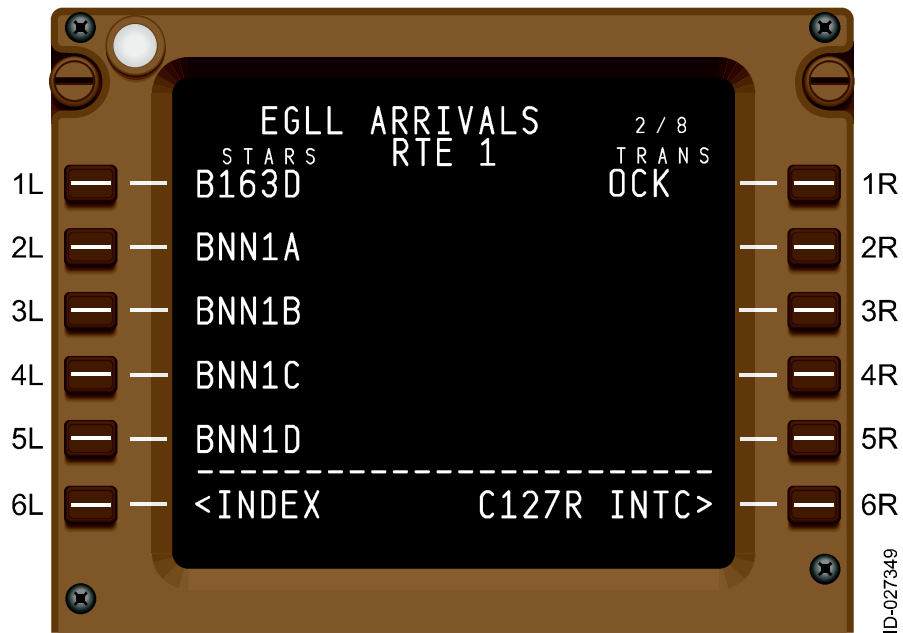 EGLL ARRIVALS 2/8
STARS RTE 1 TRANS
1L B163D OCK 1R
2L BNN1A 2R
3L BNN1B 3R
4L BNN1C 4R
5L BNN1D 5R
6L <INDEX C127R INTC> 6R
ID-027349